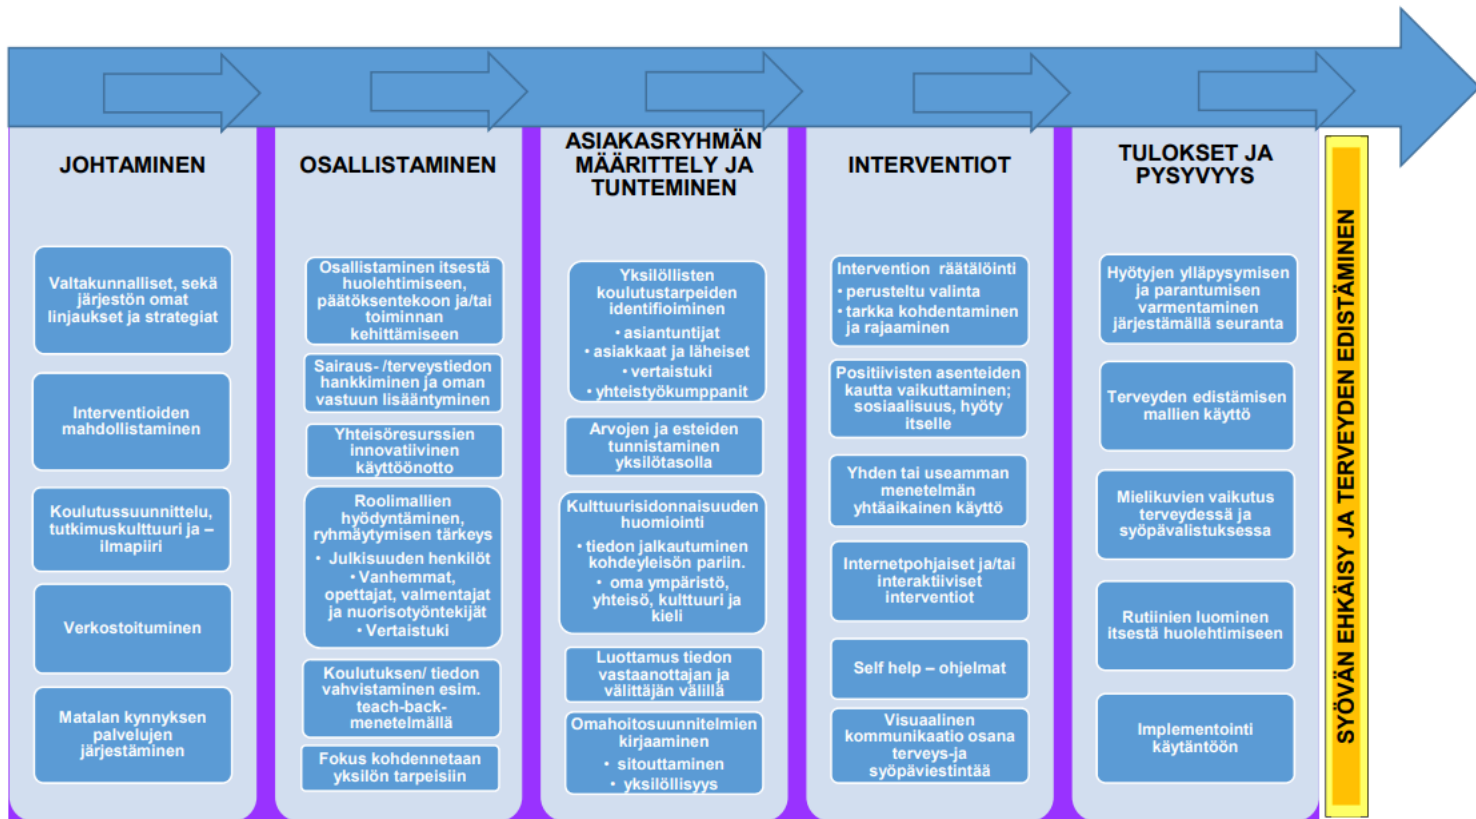 JOHTAMINEN
Valtakunnalliset, sekä
järjestön omat
linjaukset ja strategiat
Interventioiden
mahdollistaminen
Koulutussuunnittelu,
tutkimuskulttuuri ja –
ilmapiiri
Verkostoituminen
Matalan kynnyksen
palvelujen
järjestäminen
OSALLISTAMINEN
Osallistaminen itsestä
huolehtimiseen,
päätöksentekoon ja/tai
toiminnan
kehittämiseen
Sairaus- /terveystiedon
hankkiminen ja oman
vastuun lisääntyminen
Yhteisöresurssien
innovatiivinen
käyttöönotto
Roolimallien
hyödyntäminen,
ryhmäytymisen tärkeys
• Julkisuuden henkilöt
• Vanhemmat,
opettajat, valmentajat
ja nuorisotyöntekijät
• Vertaistuki
Koulutuksen/ tiedon
vahvistaminen esim.
teach-back-
menetelmällä
Fokus kohdennetaan
yksilön tarpeisiin
ASIAKASRYHMÄN
MÄÄRITTELY JA
TUNTEMINEN
Yksilöllisten
koulutustarpeiden
identifioiminen
• asiantuntijat
• asiakkaat ja läheiset
• vertaistuki
• yhteistyökumppanit
Arvojen ja esteiden
tunnistaminen
yksilötasolla
Kulttuurisidonnaisuuden
huomiointi
• tiedon jalkautuminen
kohdeyleisön pariin.
• oma ympäristö,
yhteisö, kulttuuri ja
kieli
Luottamus tiedon
vastaanottajan ja
välittäjän välillä
Omahoitosuunnitelmien
kirjaaminen
• sitouttaminen
• yksilöllisyys
INTERVENTIOT
Intervention räätälöinti
• perusteltu valinta
• tarkka kohdentaminen
ja rajaaminen
Positiivisten asenteiden
kautta vaikuttaminen;
sosiaalisuus, hyöty
itselle
Yhden tai useamman
menetelmän
yhtäaikainen käyttö
Internetpohjaiset ja/tai
interaktiiviset
interventiot
Self help – ohjelmat
Visuaalinen
kommunikaatio osana
terveys-ja
syöpäviestintää
TULOKSET JA
PYSYVYYS
Hyötyjen ylläpysymisen
ja parantumisen
varmentaminen
järjestämällä seuranta
Terveyden edistämisen
mallien käyttö
Mielikuvien vaikutus
terveydessä ja
syöpävalistuksessa
Rutiinien luominen
itsestä huolehtimiseen
Implementointi
käytäntöön
SYÖVÄN EHKÄISY JA TERVEYDEN EDISTÄMINEN